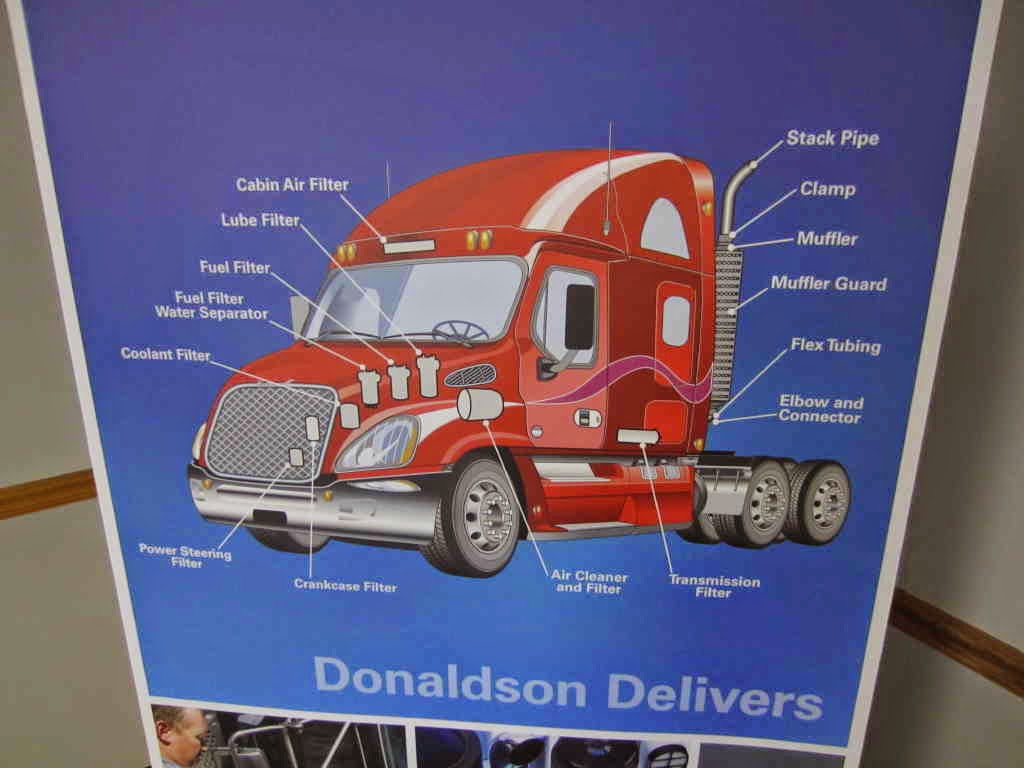 Stack Pipe
Cabin Air Filter
Clamp
Lube Filter
Muffler
Fuel Filter
Muffler Guard
Fuel Filter
Water Separator
Flex Tubing
Coolant Filter
Elbow and
Connector
Power Steering
Filter
Crankcase Filter
Air Cleaner
and Filter
Transmission
Filter
Donaldson Delivers